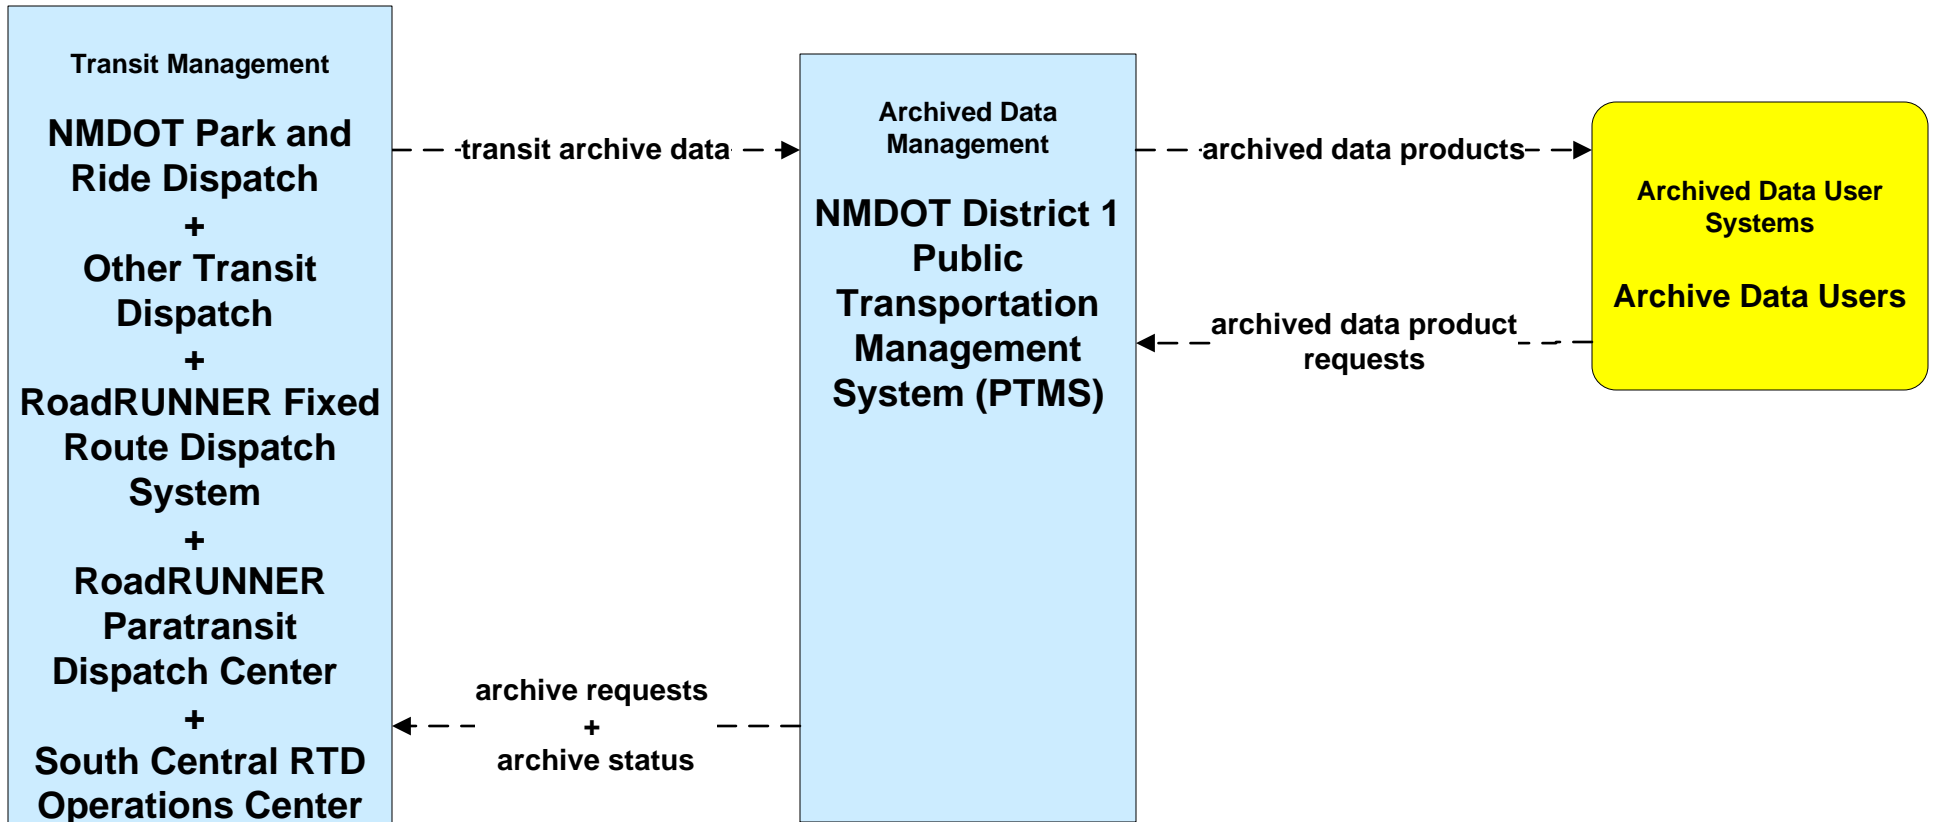 Transit Management
NMDOT Park and
Ride Dispatch
+
Other Transit
Dispatch
+
RoadRUNNER Fixed
Route Dispatch
System
+
RoadRUNNER
Paratransit
Dispatch Center
+
South Central RTD
Operations Center
transit archive data
archive requests
+
archive status
Archived Data
Management
NMDOT District 1
Public
Transportation
Management
System (PTMS)
archived data products
archived data product
requests
Archived Data User
Systems
Archive Data Users